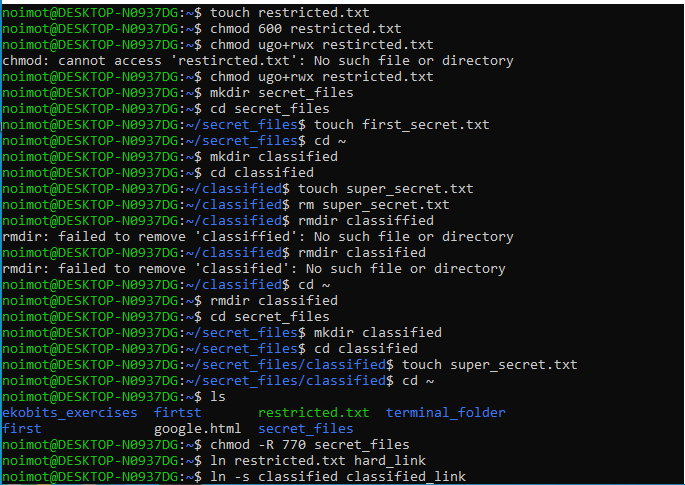 noimot@DESKTOP-N0937DG:~$ touch restricted.txt
noimot@DESKTOP-N0937DG:~$ chmod 600 restricted.txt
noimot@DESKTOP-N0937DG:~$ chmod ugo+rwx restircted.txt
chmod: cannot access 'restircted.txt': No such file or directory
noimot@DESKTOP-N0937DG:~$ chmod ugo+rwx restricted.txt
noimot@DESKTOP-N0937DG:~$ mkdir secret_files
noimot@DESKTOP-N0937DG:~$ cd secret_files
noimot@DESKTOP-N0937DG:~/secret_files$ touch first_secret.txt
noimot@DESKTOP-N0937DG:~/secret_files$ cd ~
noimot@DESKTOP-N0937DG:~$ mkdir classified
noimot@DESKTOP-N0937DG:~$ cd classified
noimot@DESKTOP-N0937DG:~/classified$ touch super_secret.txt
noimot@DESKTOP-N0937DG:~/classified$ rm super_secret.txt
noimot@DESKTOP-N0937DG:~/classified$ rmdir classiffied
rmdir: failed to remove 'classiffied': No such file or directory
noimot@DESKTOP-N0937DG:~/classified$ rmdir classified
rmdir: failed to remove 'classified': No such file or directory
noimot@DESKTOP-N0937DG:~/classified$ cd ~
noimot@DESKTOP-N0937DG:~$ rmdir classified
noimot@DESKTOP-N0937DG:~$ cd secret_files
noimot@DESKTOP-N0937DG:~/secret_files$ mkdir classified
noimot@DESKTOP-N0937DG:~/secret_files$ cd classified
noimot@DESKTOP-N0937DG:~/secret_files/classified$ touch super_secret.txt
noimot@DESKTOP-N0937DG:~/secret_files/classified$ cd ~
noimot@DESKTOP-N0937DG:~$ ls
ekobits_exercises  firtst       restricted.txt  terminal_folder
first              google.html  secret_files
noimot@DESKTOP-N0937DG:~$ chmod -R 770 secret_files
noimot@DESKTOP-N0937DG:~$ ln restricted.txt hard_link
noimot@DESKTOP-N0937DG:~$ ln -s classified classified_link